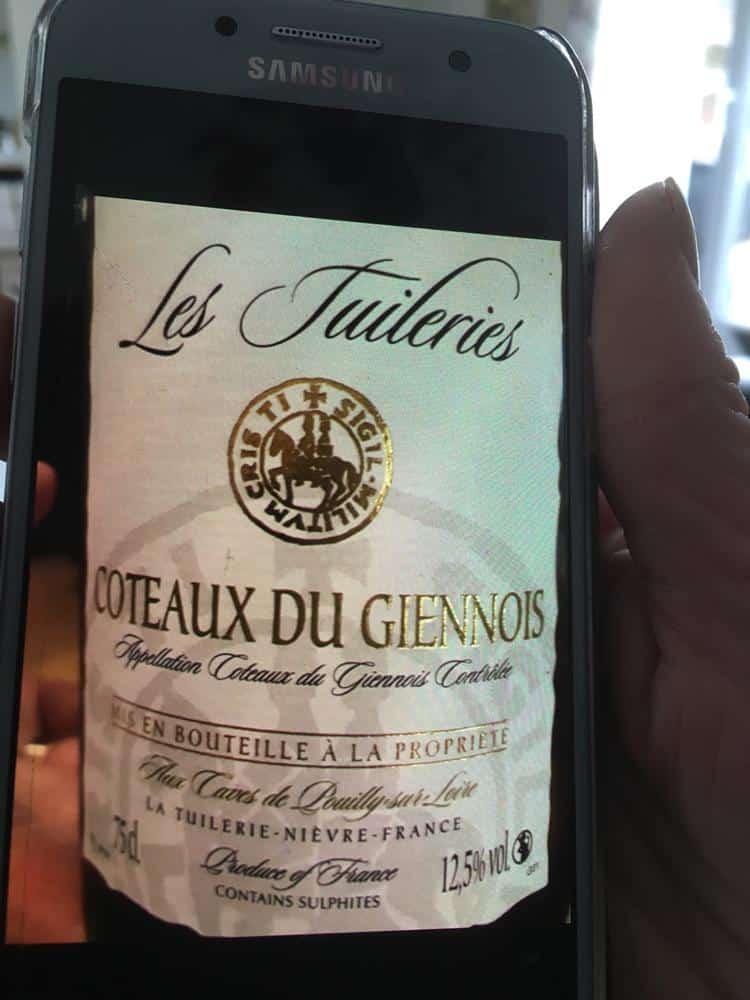 SAMSUNG
Les Tuileries
SIGIL·MILITVM CRISTI
COTEAUX DU GIENNOIS
Appellation Coteaux du Giennois Contrôlée
MIS EN BOUTEILLE À LA PROPRIÉTÉ
Aux Caves de Pouilly-sur-Loire
LA TUILERIE-NIÈVRE-FRANCE
75cl
Produce of France
12,5% vol.
CONTAINS SULPHITES